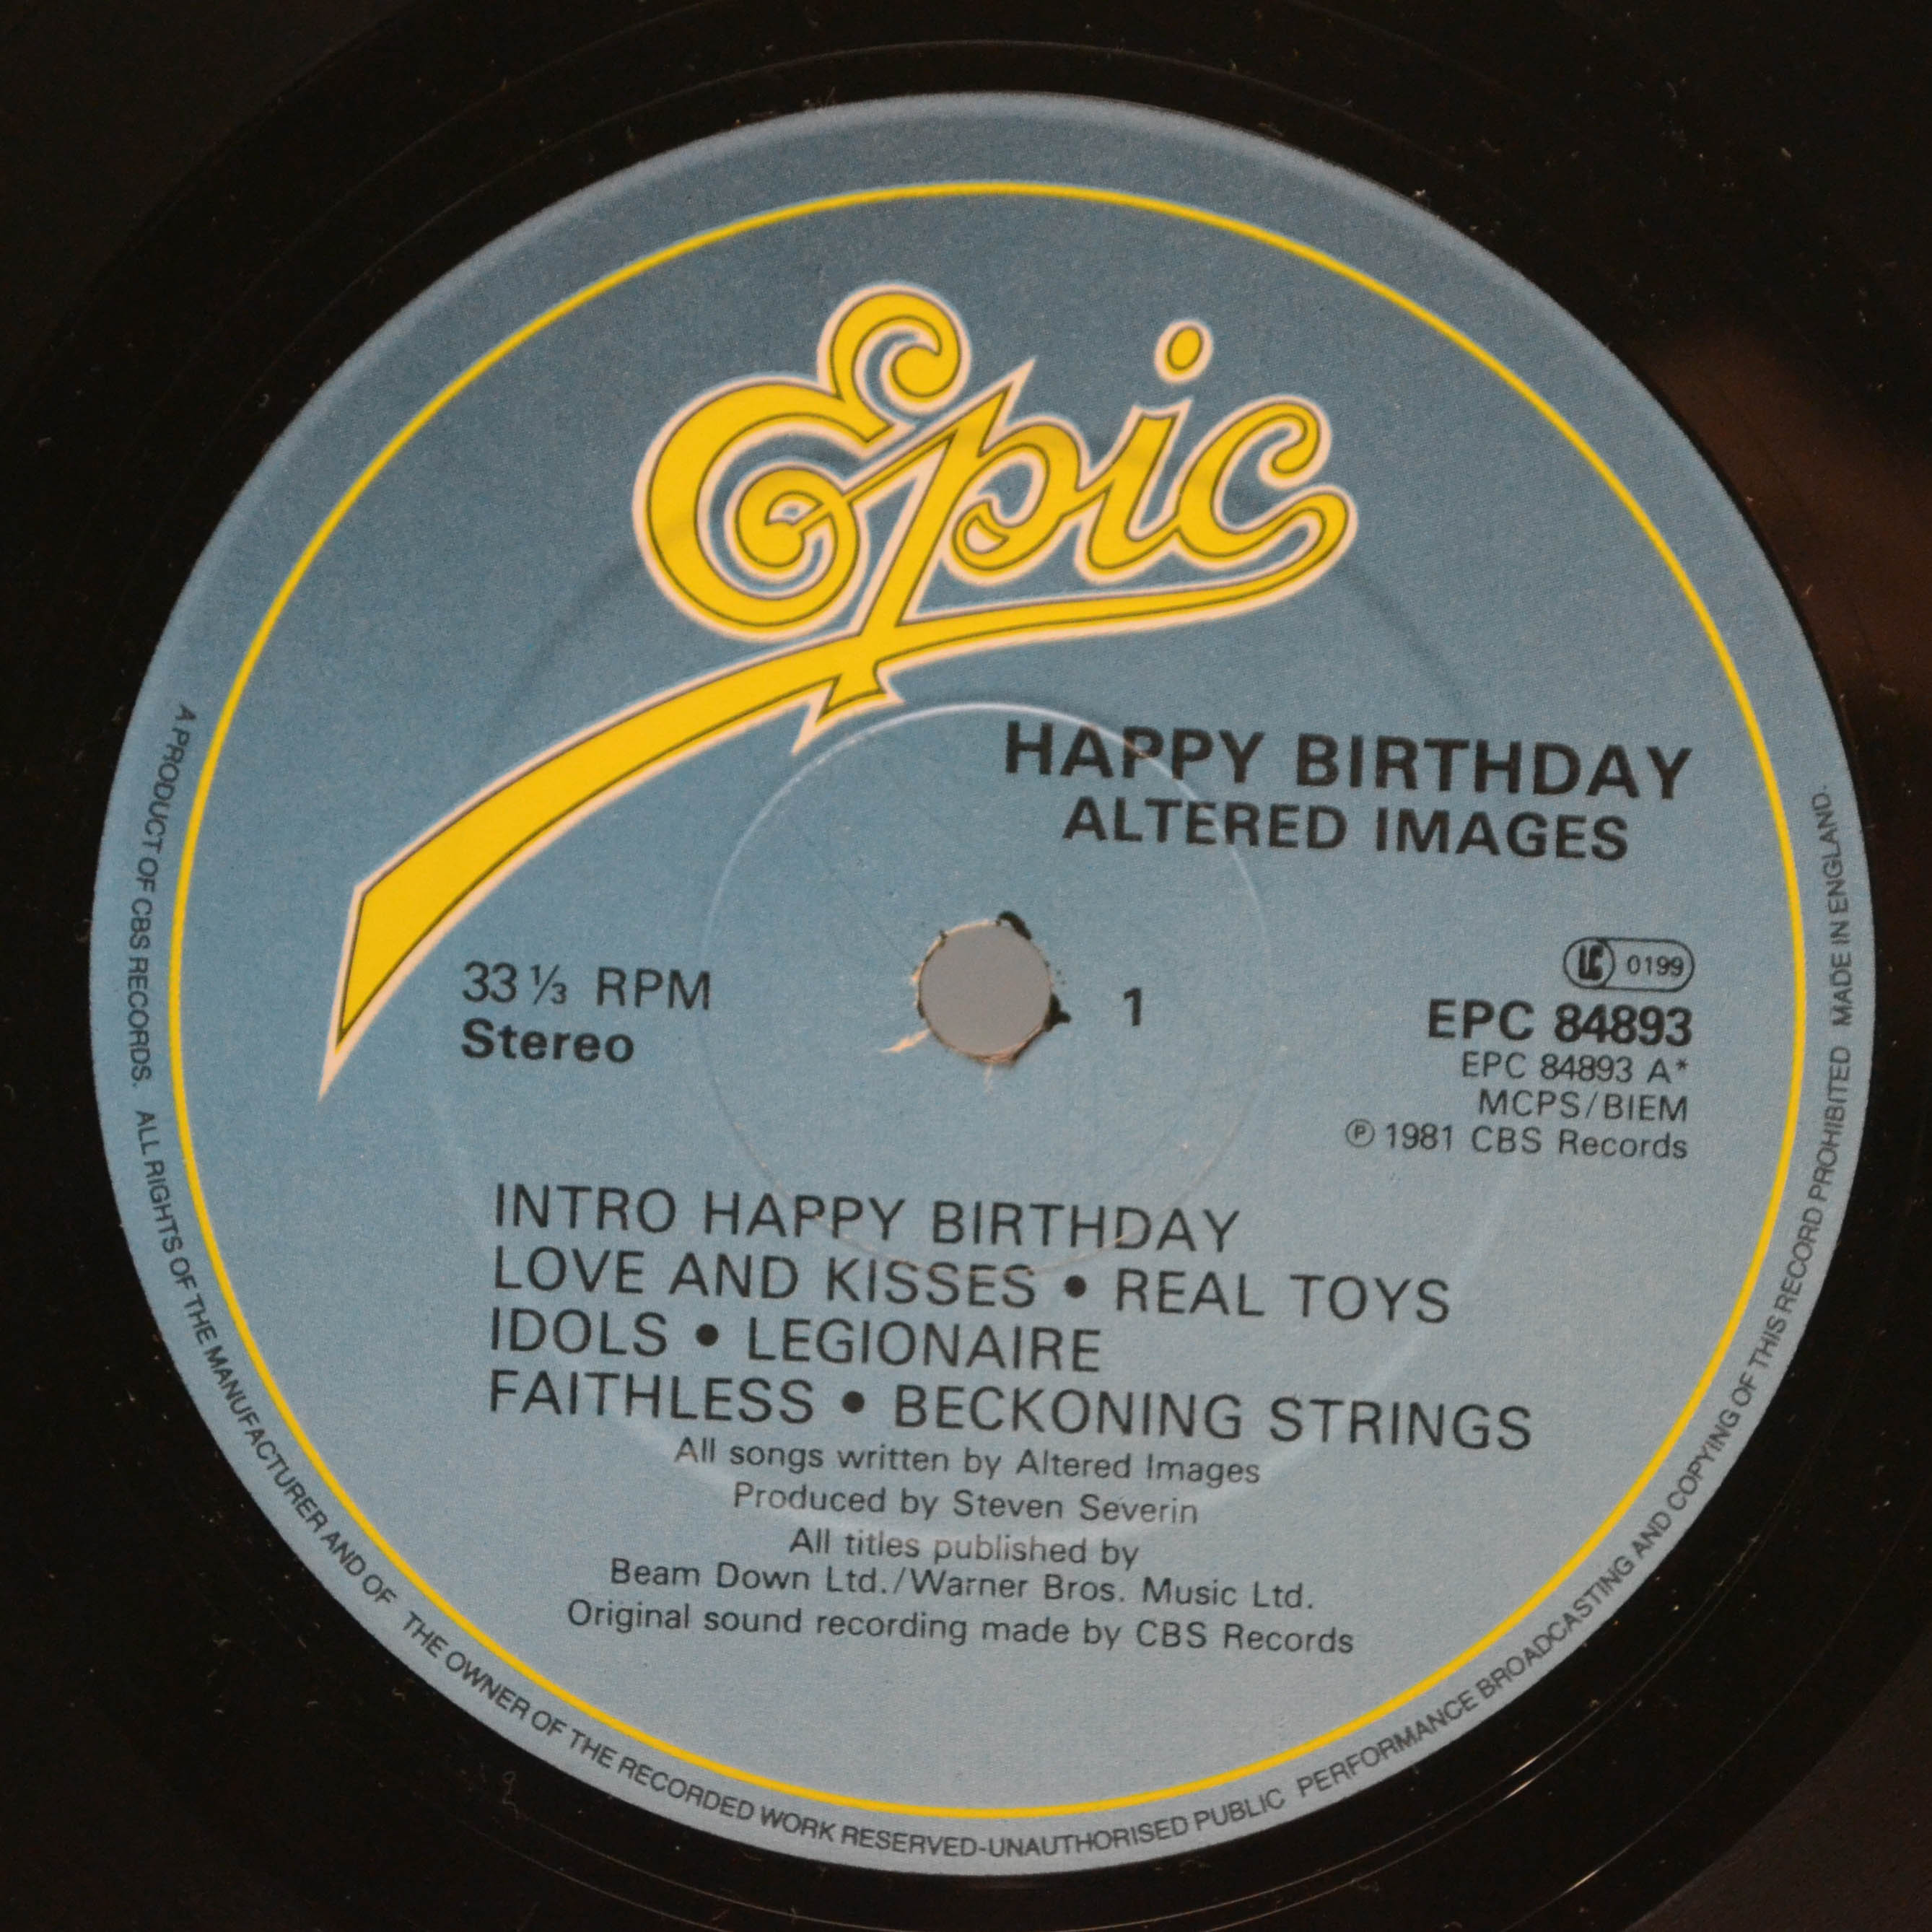 Epic
HAPPY BIRTHDAY
ALTERED IMAGES
33⅓ RPM
Stereo
1
LC 0199
EPC 84893
EPC 84893 A*
MCPS/BIEM
℗ 1981 CBS Records
INTRO HAPPY BIRTHDAY
LOVE AND KISSES • REAL TOYS
IDOLS • LEGIONAIRE
FAITHLESS • BECKONING STRINGS
All songs written by Altered Images
Produced by Steven Severin
All titles published by
Beam Down Ltd./Warner Bros. Music Ltd.
Original sound recording made by CBS Records
A PRODUCT OF CBS RECORDS. ALL RIGHTS OF THE MANUFACTURER AND OF THE OWNER OF THE RECORDED WORK RESERVED-UNAUTHORISED PUBLIC PERFORMANCE BROADCASTING AND COPYING OF THIS RECORD PROHIBITED MADE IN ENGLAND.